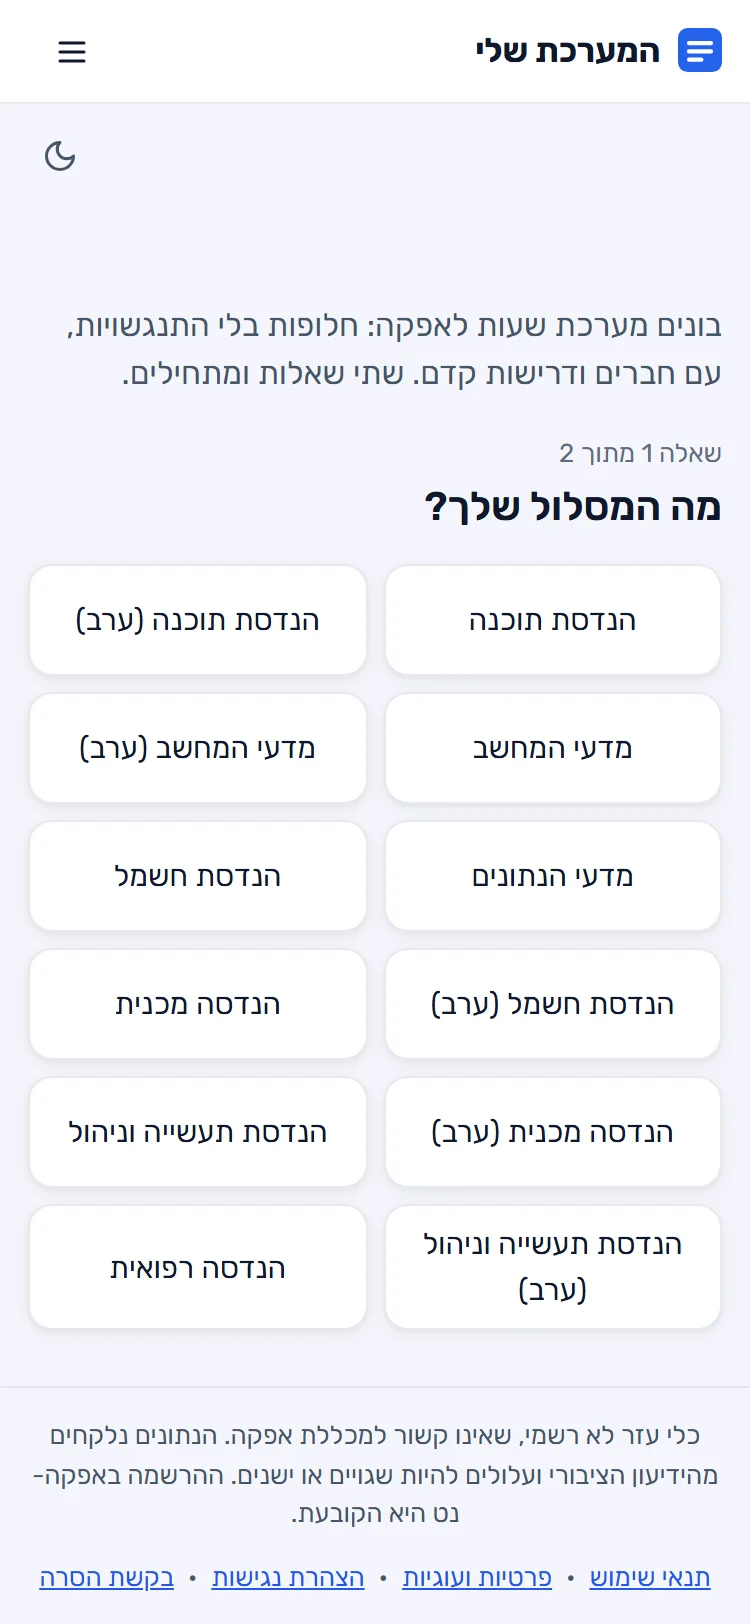 המערכת שלי
בונים מערכת שעות לאפקה: חלופות בלי התנגשויות,
עם חברים ודרישות קדם. שתי שאלות ומתחילים.
שאלה 1 מתוך 2
מה המסלול שלך?
הנדסת תוכנה
הנדסת תוכנה (ערב)
מדעי המחשב
מדעי המחשב (ערב)
מדעי הנתונים
הנדסת חשמל
הנדסת חשמל (ערב)
הנדסה מכנית
הנדסה מכנית (ערב)
הנדסת תעשייה וניהול
הנדסת תעשייה וניהול
(ערב)
הנדסה רפואית
כלי עזר לא רשמי, שאינו קשור למכללת אפקה. הנתונים נלקחים
מהידיעון הציבורי ועלולים להיות שגויים או ישנים. ההרשמה באפקה-
נט היא הקובעת.
תנאי שימוש • פרטיות ועוגיות • הצהרת נגישות • בקשת הסרה